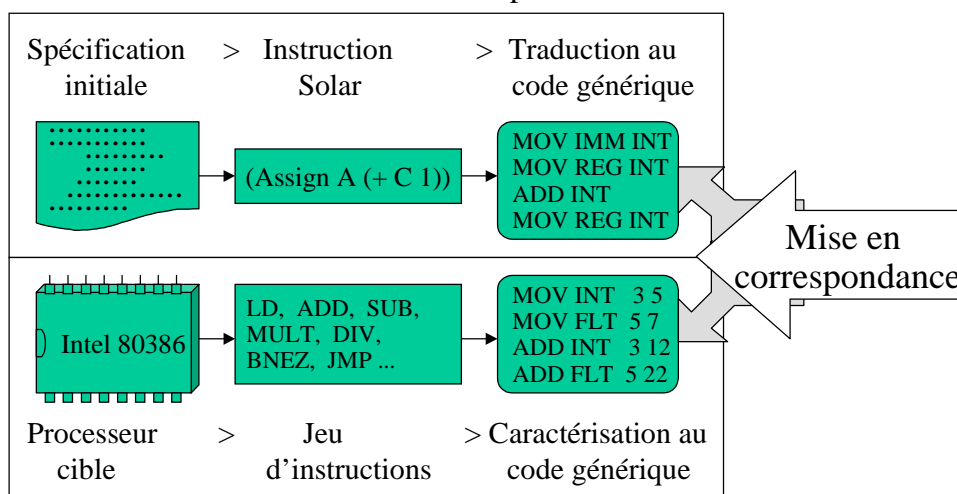 Spécification > Instruction > Traduction au
initiale Solar code générique
(Assign A (+ C 1))
MOV IMM INT
MOV REG INT
ADD INT
MOV REG INT
Mise en
correspondance
Intel 80386
LD, ADD, SUB,
MULT, DIV,
BNEZ, JMP ...
MOV INT 3 5
MOV FLT 5 7
ADD INT 3 12
ADD FLT 5 22
Processeur > Jeu > Caractérisation au
cible d’instructions code générique